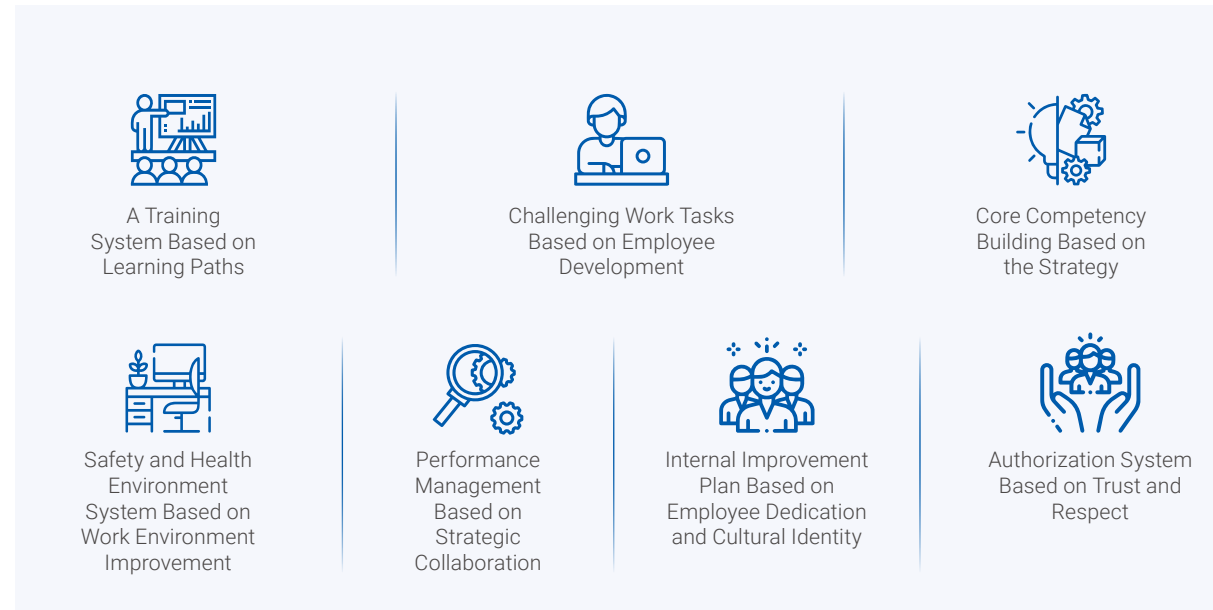 A Training
System Based on
Learning Paths
Challenging Work Tasks
Based on Employee
Development
Core Competency
Building Based on
the Strategy
Safety and Health
Environment
System Based on
Work Environment
Improvement
Performance
Management
Based on
Strategic
Collaboration
Internal Improvement
Plan Based on
Employee Dedication
and Cultural Identity
Authorization System
Based on Trust and
Respect